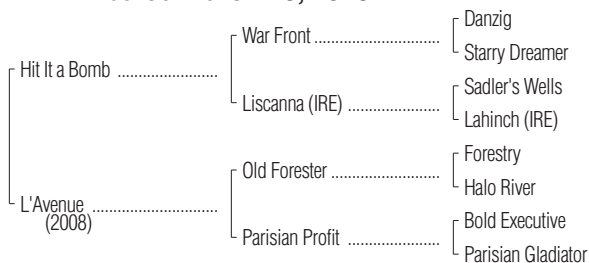 Danzig
War Front
Starry Dreamer
Hit It a Bomb
Sadler's Wells
Liscanna (IRE)
Lahinch (IRE)
Forestry
Old Forester
Halo River
L'Avenue
(2008)
Bold Executive
Parisian Profit
Parisian Gladiator